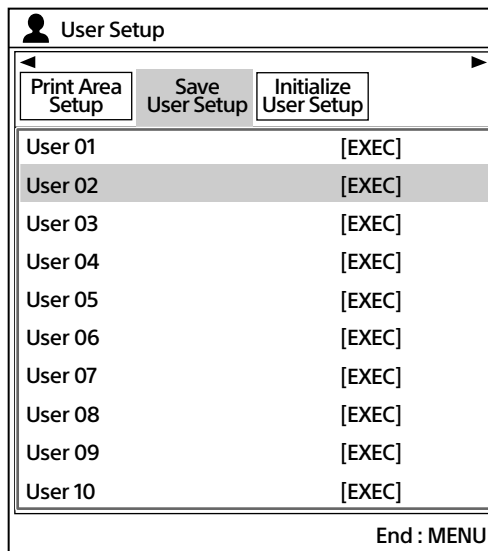 User Setup
Print Area Setup
Save User Setup
Initialize User Setup
User 01 [EXEC]
User 02 [EXEC]
User 03 [EXEC]
User 04 [EXEC]
User 05 [EXEC]
User 06 [EXEC]
User 07 [EXEC]
User 08 [EXEC]
User 09 [EXEC]
User 10 [EXEC]
End : MENU